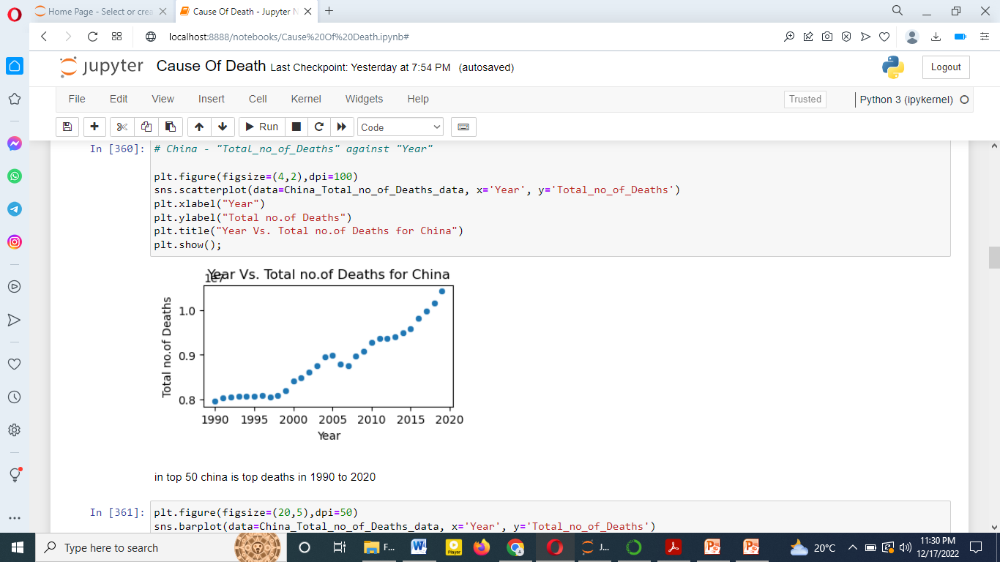 Home Page - Select or crea
Cause Of Death - Jupyter N
localhost:8888/notebooks/Cause%20Of%20Death.ipynb#
jupyter Cause Of Death Last Checkpoint: Yesterday at 7:54 PM (autosaved)
Logout
File Edit View Insert Cell Kernel Widgets Help
Trusted Python 3 (ipykernel)
Run Code
In [360]: # China - "Total_no_of_Deaths" against "Year"
plt.figure(figsize=(4,2),dpi=100)
sns.scatterplot(data=China_Total_no_of_Deaths_data, x='Year', y='Total_no_of_Deaths')
plt.xlabel("Year")
plt.ylabel("Total no.of Deaths")
plt.title("Year Vs. Total no.of Deaths for China")
plt.show();
Year Vs. Total no.of Deaths for China
1e7
Total no.of Deaths
1.0
0.9
0.8
1990 1995 2000 2005 2010 2015 2020
Year
in top 50 china is top deaths in 1990 to 2020
In [361]: plt.figure(figsize=(20,5),dpi=50)
sns.barplot(data=China_Total_no_of_Deaths_data, x='Year', y='Total_no_of_Deaths')
Type here to search
F...
Player
J...
20°C
11:30 PM
12/17/2022